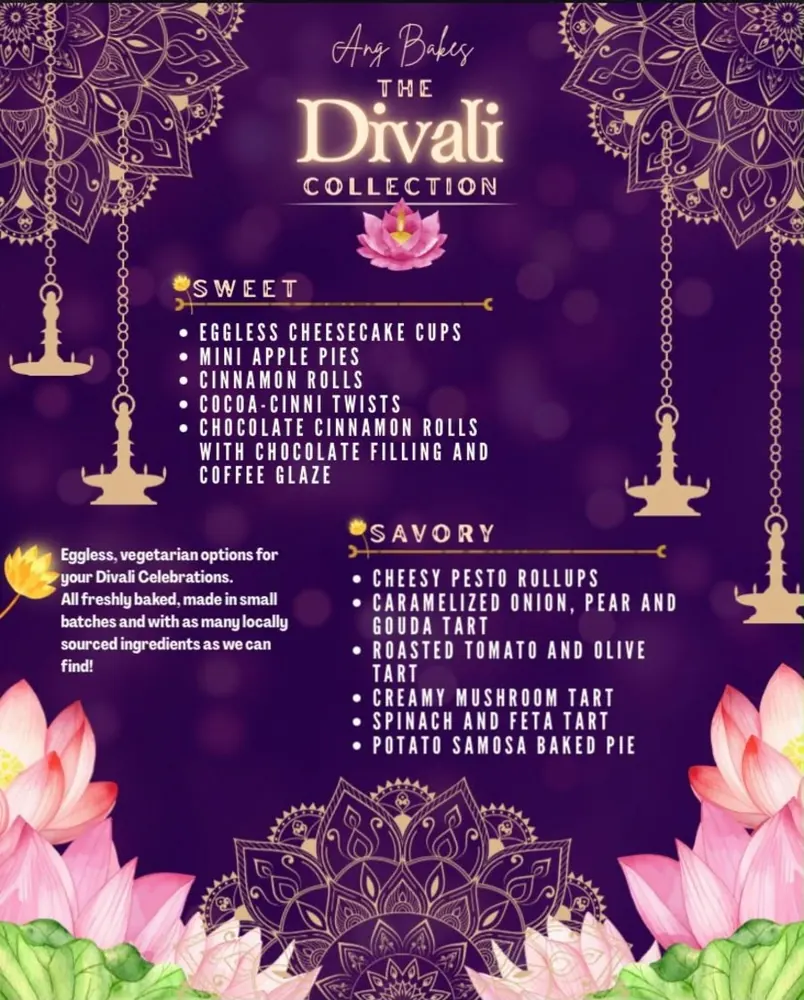 Ang Bakes
THE
Divali
COLLECTION
SWEET
• EGGLESS CHEESECAKE CUPS
• MINI APPLE PIES
• CINNAMON ROLLS
• COCOA-CINNI TWISTS
• CHOCOLATE CINNAMON ROLLS
WITH CHOCOLATE FILLING AND
COFFEE GLAZE
Eggless, vegetarian options for
your Divali Celebrations.
All freshly baked, made in small
batches and with as many locally
sourced ingredients as we can
find!
SAVORY
• CHEESY PESTO ROLLUPS
• CARAMELIZED ONION, PEAR AND
GOUDA TART
• ROASTED TOMATO AND OLIVE
TART
• CREAMY MUSHROOM TART
• SPINACH AND FETA TART
• POTATO SAMOSA BAKED PIE